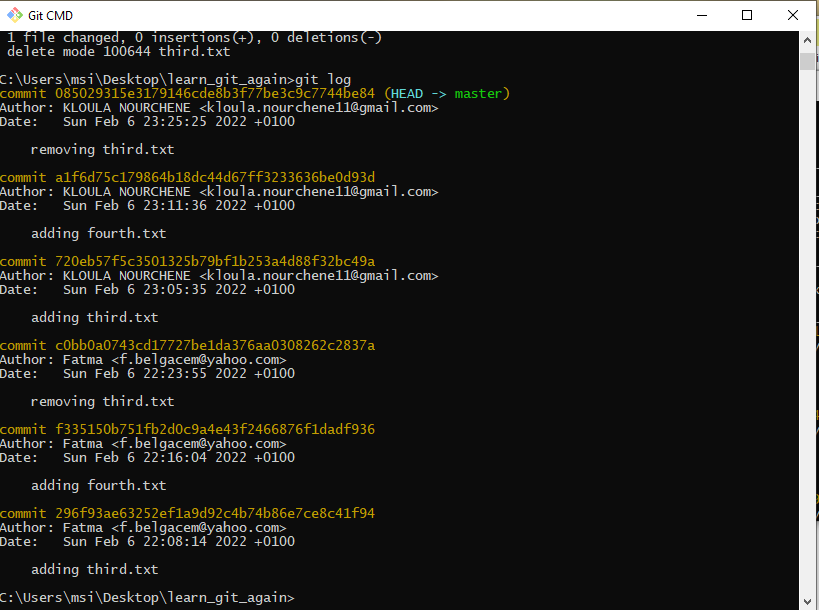 Git CMD
1 file changed, 0 insertions(+), 0 deletions(-)
delete mode 100644 third.txt
C:\Users\msi\Desktop\learn_git_again>git log
commit 085029315e3179146cde8b3f77be3c9c7744be84 (HEAD -> master)
Author: KLOULA NOURCHENE <kloula.nourchene11@gmail.com>
Date:   Sun Feb 6 23:25:25 2022 +0100
removing third.txt
commit a1f6d75c179864b18dc44d67ff3233636be0d93d
Author: KLOULA NOURCHENE <kloula.nourchene11@gmail.com>
Date:   Sun Feb 6 23:11:36 2022 +0100
adding fourth.txt
commit 720eb57f5c3501325b79bf1b253a4d88f32bc49a
Author: KLOULA NOURCHENE <kloula.nourchene11@gmail.com>
Date:   Sun Feb 6 23:05:35 2022 +0100
adding third.txt
commit c0bb0a0743cd17727be1da376aa0308262c2837a
Author: Fatma <f.belgacem@yahoo.com>
Date:   Sun Feb 6 22:23:55 2022 +0100
removing third.txt
commit f335150b751fb2d0c9a4e43f2466876f1dadf936
Author: Fatma <f.belgacem@yahoo.com>
Date:   Sun Feb 6 22:16:04 2022 +0100
adding fourth.txt
commit 296f93ae63252ef1a9d92c4b74b86e7ce8c41f94
Author: Fatma <f.belgacem@yahoo.com>
Date:   Sun Feb 6 22:08:14 2022 +0100
adding third.txt
C:\Users\msi\Desktop\learn_git_again>